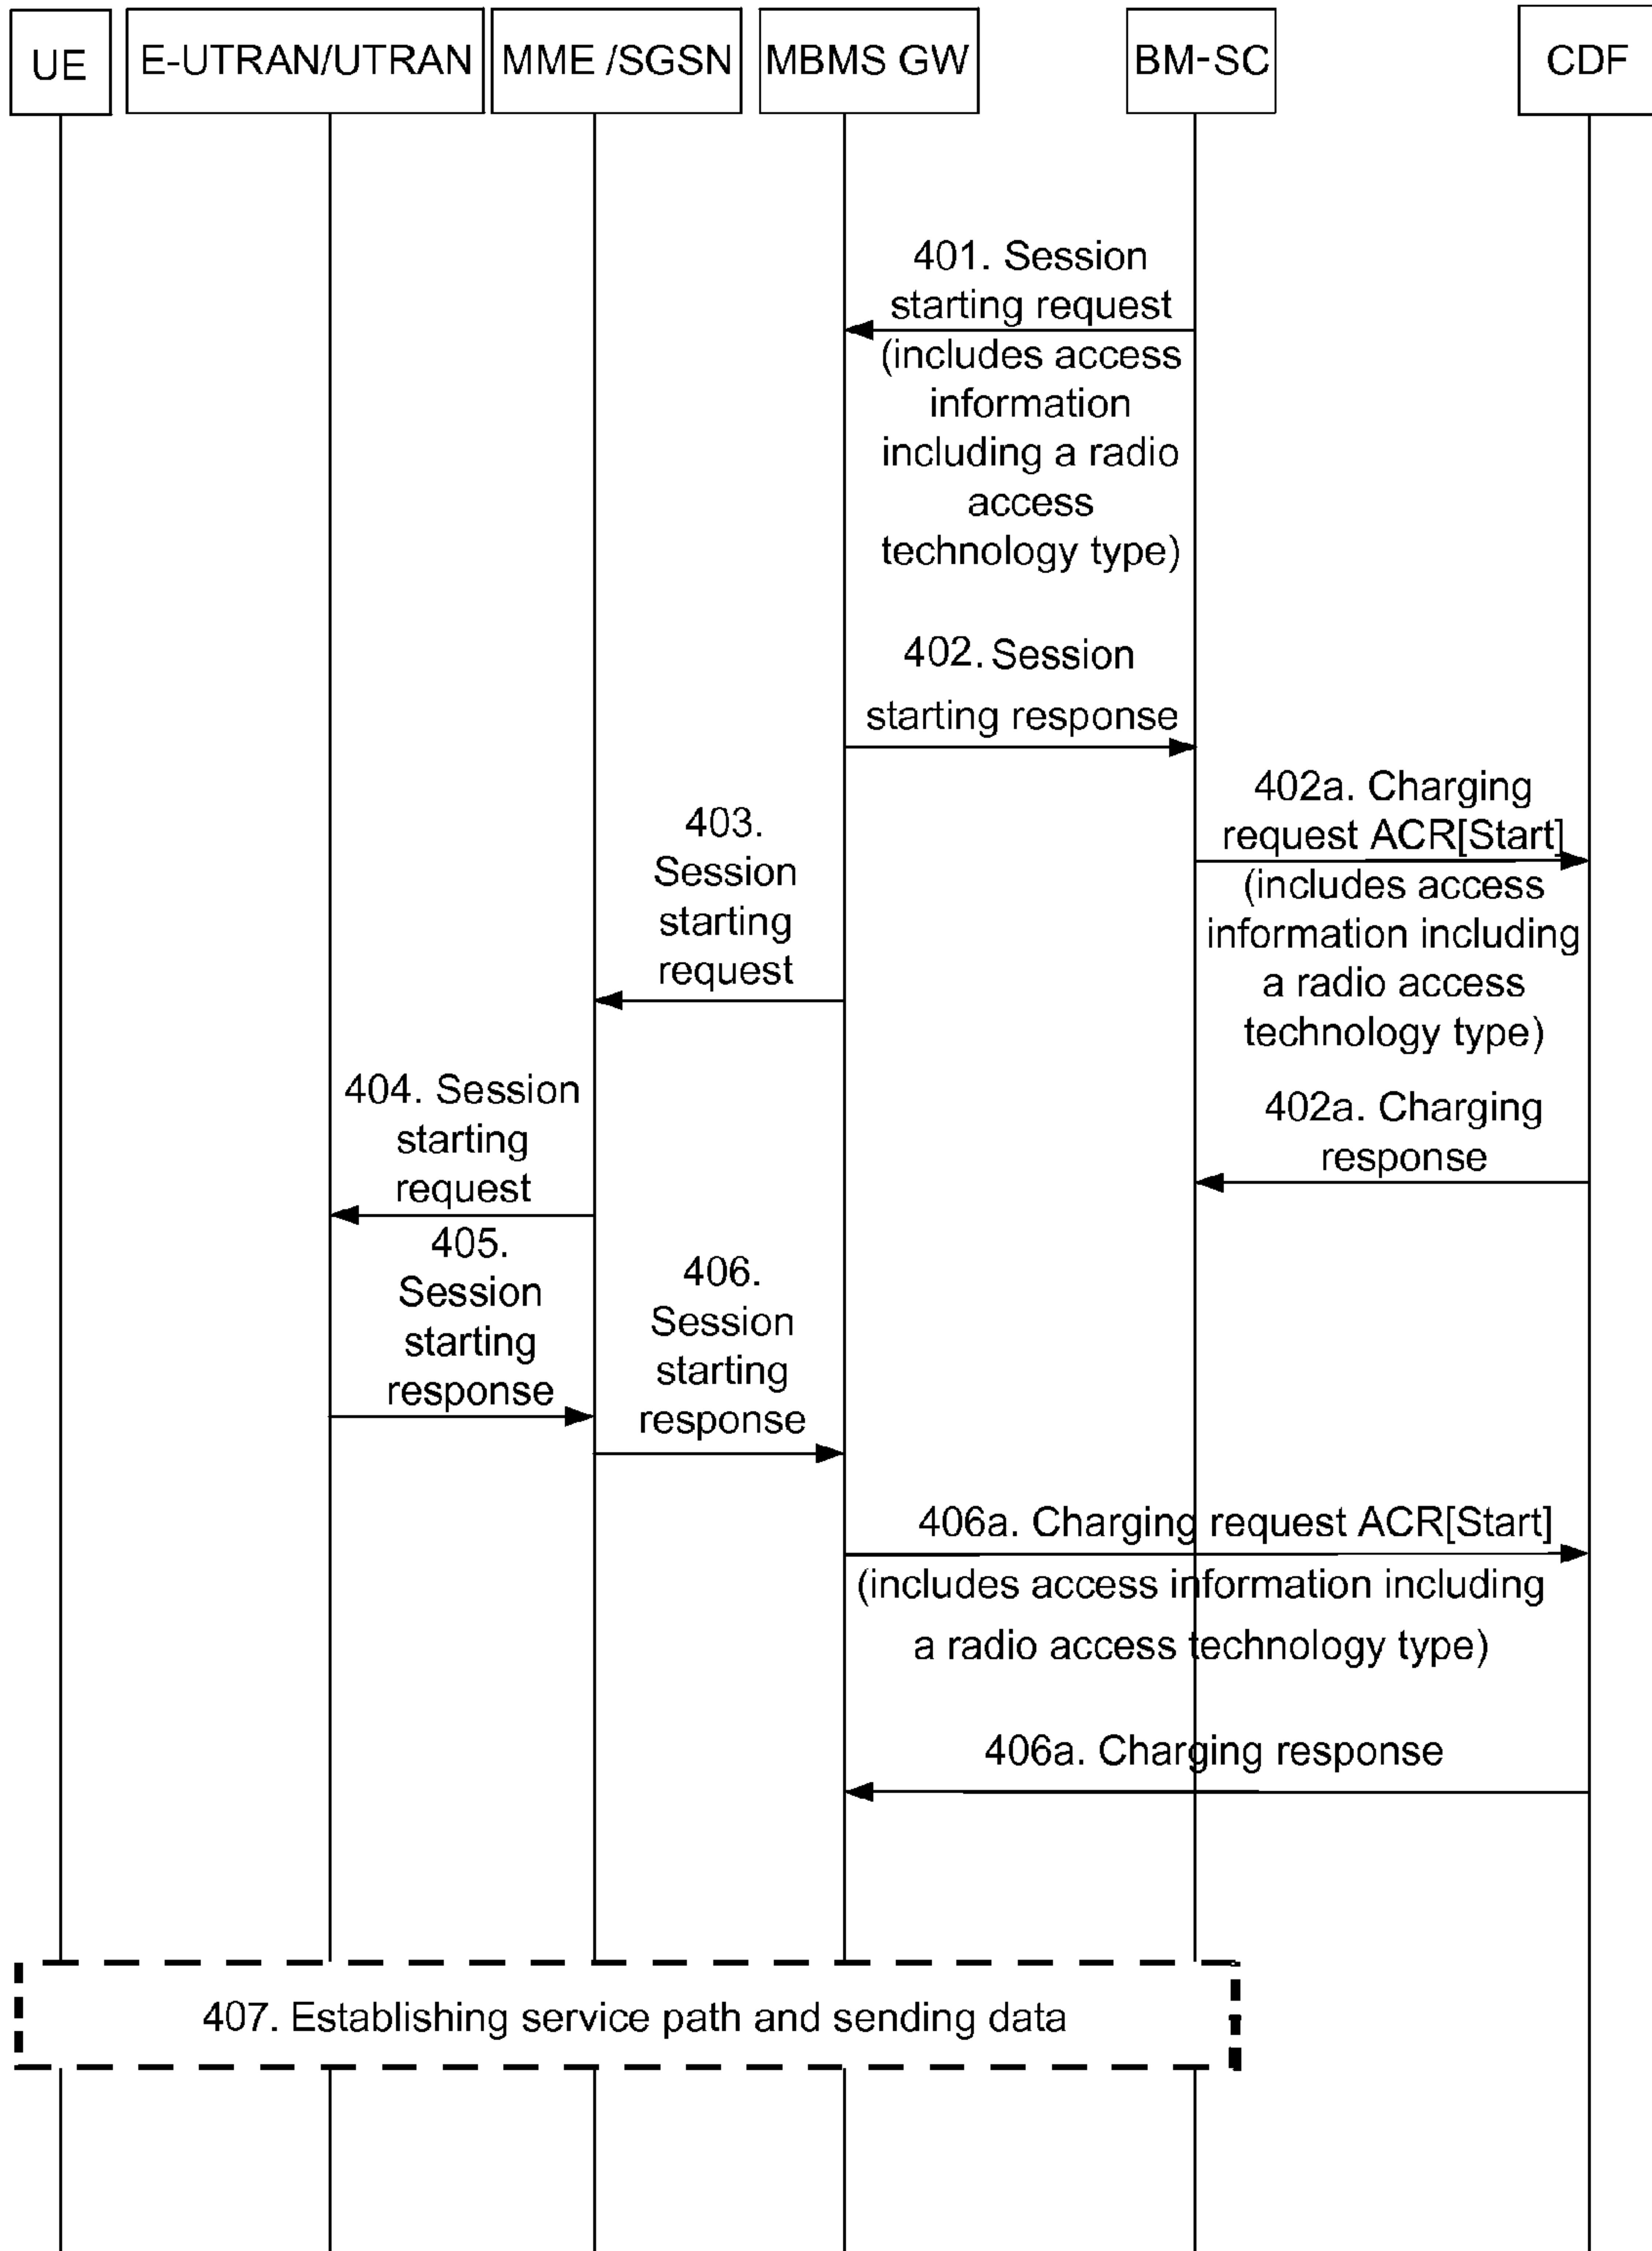 UE
E-UTRAN/UTRAN
MME /SGSN
MBMS GW
BM-SC
CDF
401. Session
starting request
(includes access
information
including a radio
access
technology type)
402. Session
starting response
402a. Charging
request ACR[Start]
(includes access
information including
a radio access
technology type)
403.
Session
starting
request
404. Session
starting
request
402a. Charging
response
405.
Session
starting
response
406.
Session
starting
response
406a. Charging request ACR[Start]
(includes access information including
a radio access technology type)
406a. Charging response
407. Establishing service path and sending data